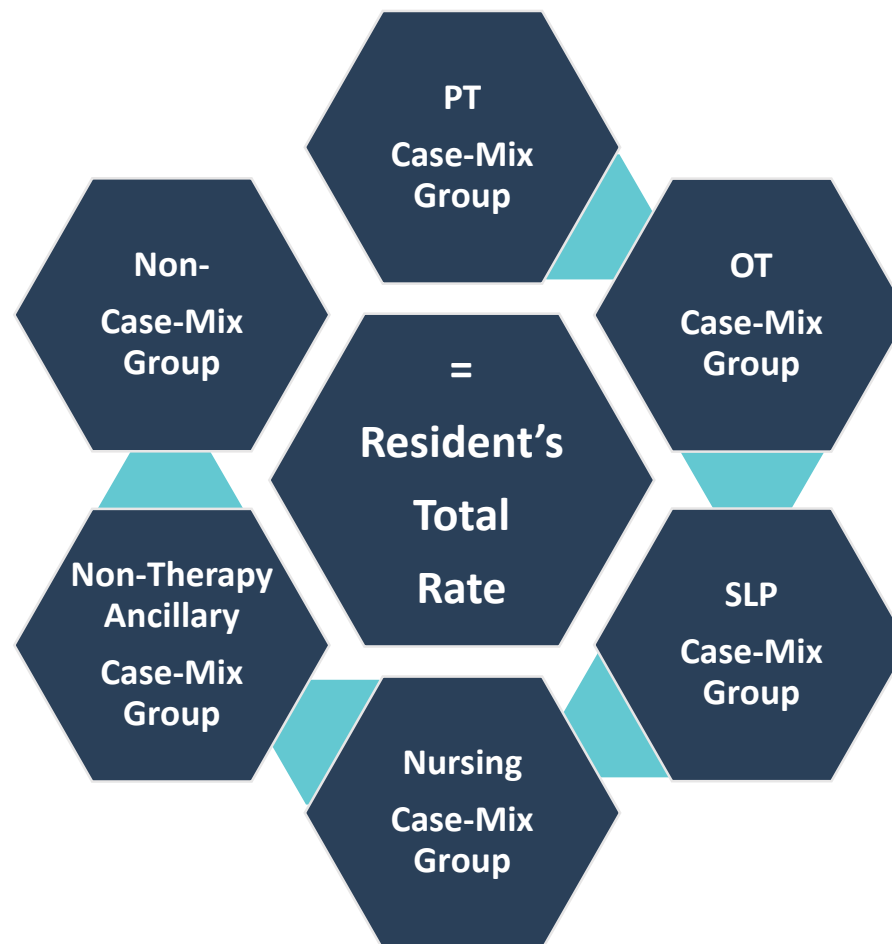 PT
Case-Mix
Group
OT
Case-Mix
Group
SLP
Case-Mix
Group
Nursing
Case-Mix
Group
Non-Therapy
Ancillary
Case-Mix
Group
Non-
Case-Mix
Group
=
Resident’s
Total
Rate